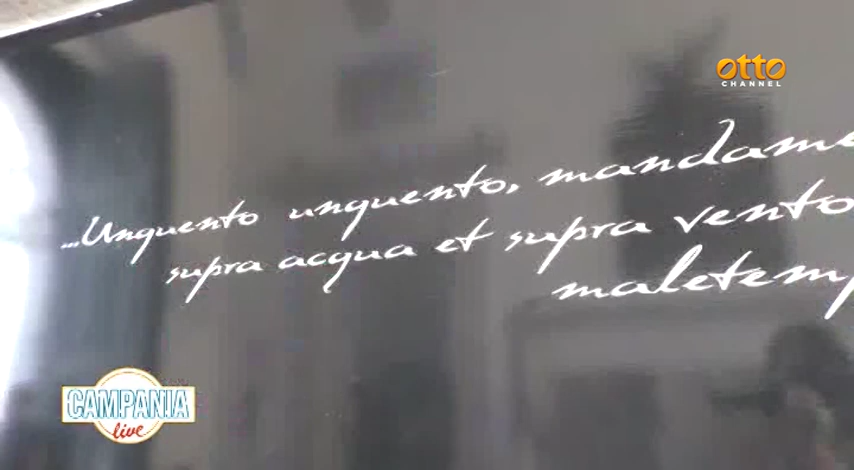 otto
CHANNEL
...Unguento unguento, mandame
supra acqua et supra vento
maletemp
CAMPANIA
live